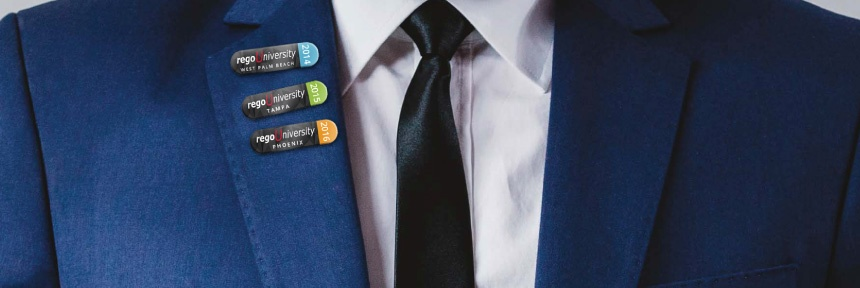 regoUniversity 2014
WEST PALM BEACH
regoUniversity 2015
TAMPA
regoUniversity 2016
PHOENIX